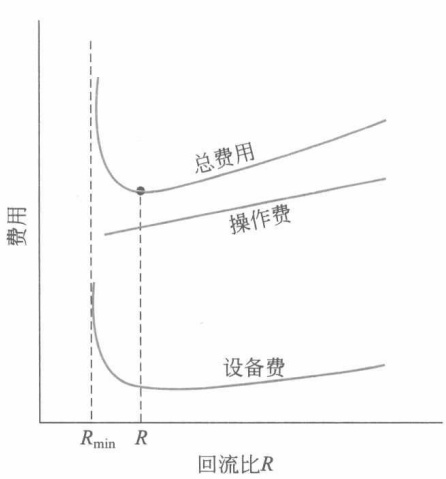 总费用
操作费
费用
设备费
Rmin R
回流比R